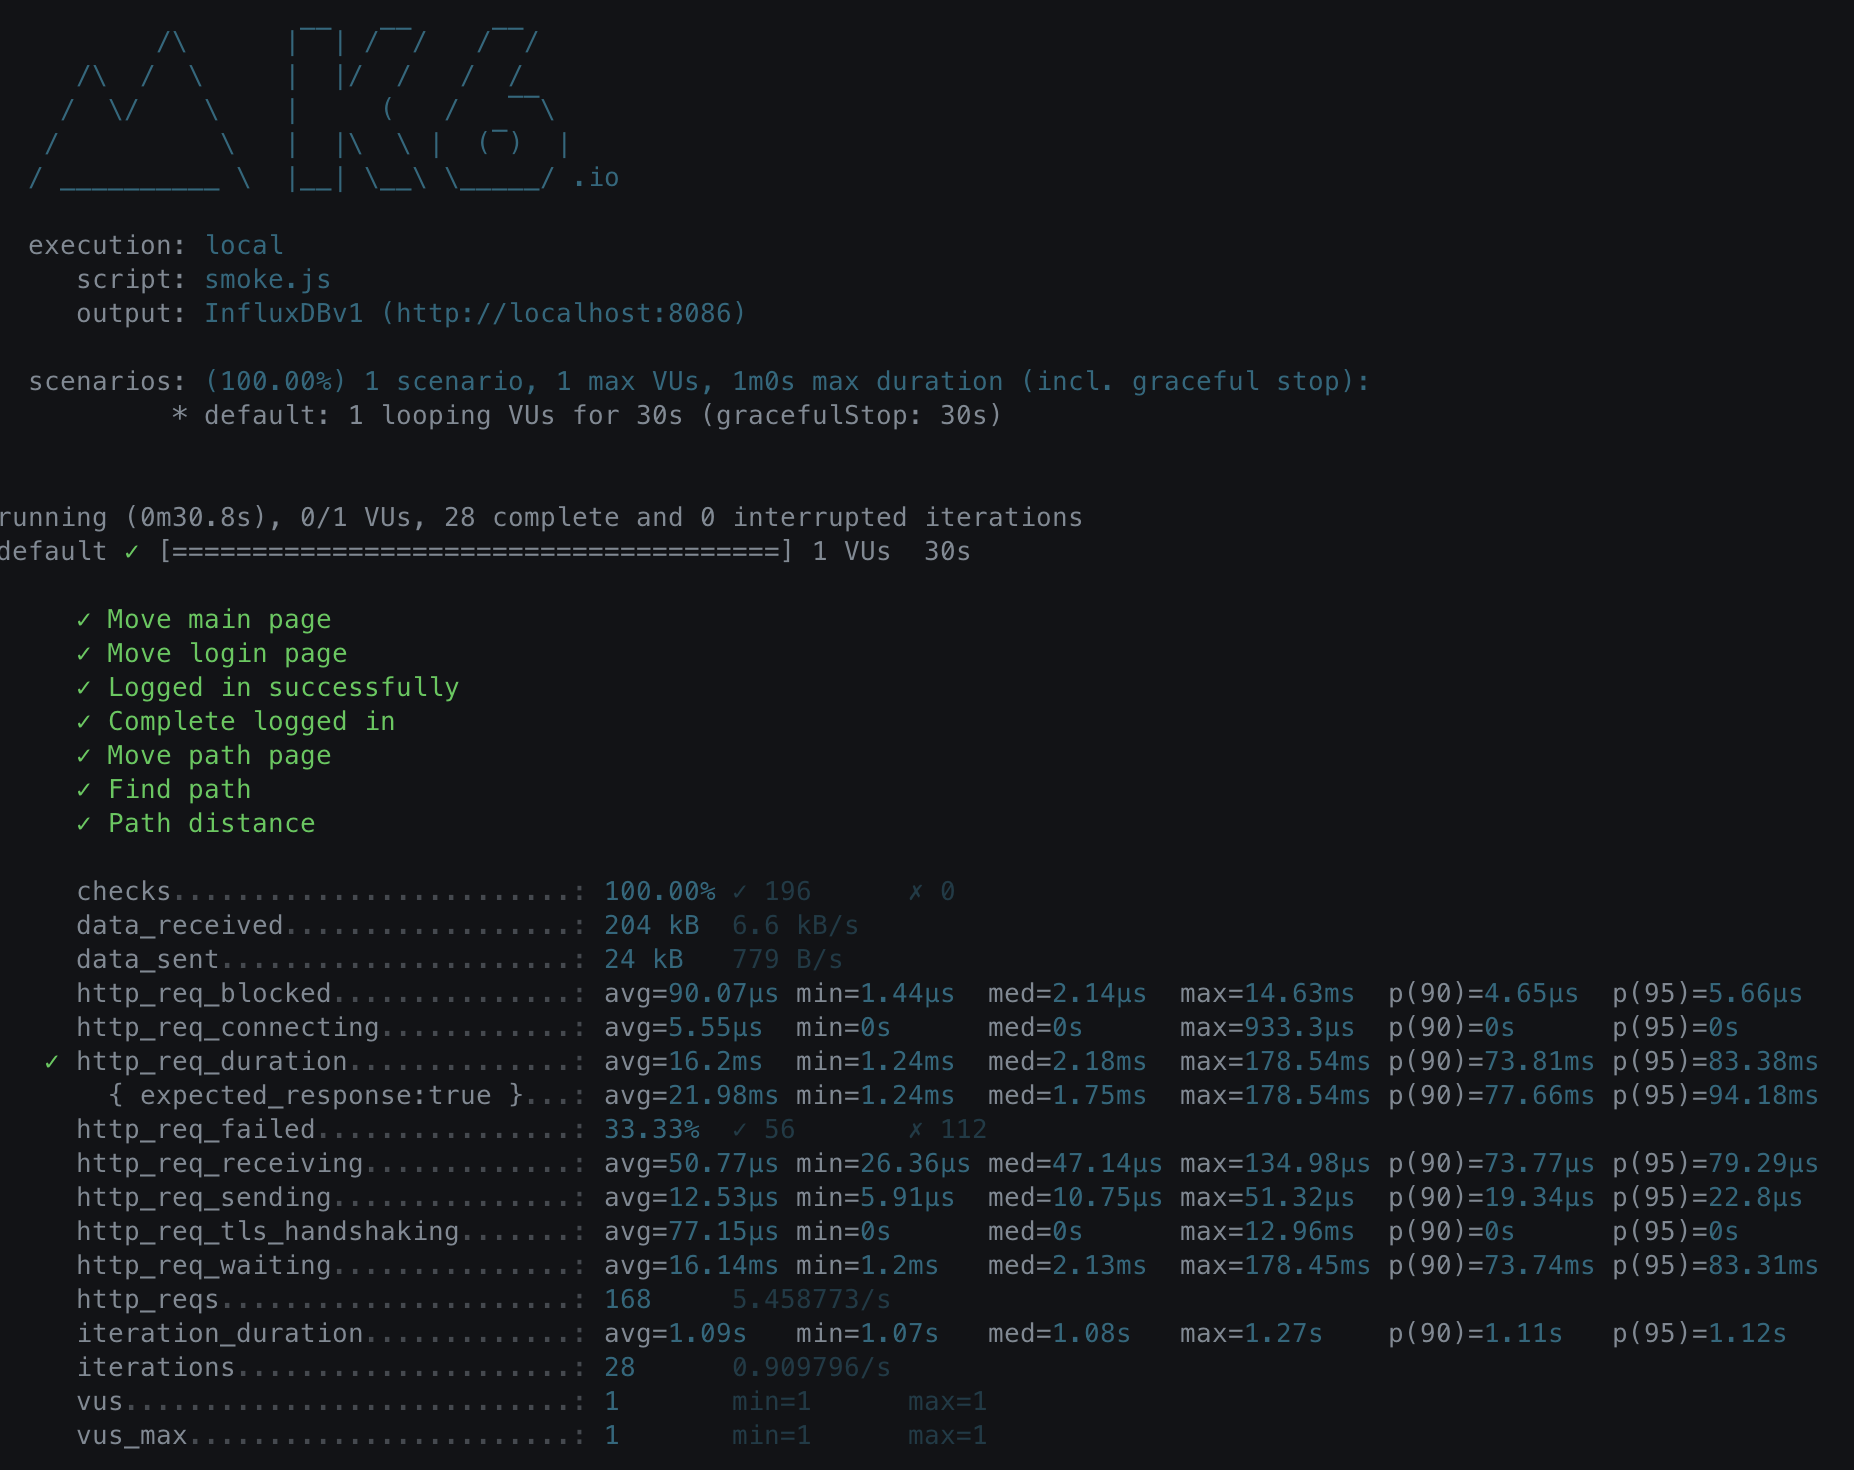 /\      |‾‾| /‾‾/   /‾‾/
     /\  /  \     |  |/  /   /  /
    /  \/    \    |     (   /   ‾‾\
   /          \   |  |\  \ |  (‾)  |
  / __________ \  |__| \__\ \_____/ .io
execution: local
script: smoke.js
output: InfluxDBv1 (http://localhost:8086)
scenarios: (100.00%) 1 scenario, 1 max VUs, 1m0s max duration (incl. graceful stop):
* default: 1 looping VUs for 30s (gracefulStop: 30s)
running (0m30.8s), 0/1 VUs, 28 complete and 0 interrupted iterations
default ✓ [======================================] 1 VUs  30s
✓ Move main page
✓ Move login page
✓ Logged in successfully
✓ Complete logged in
✓ Move path page
✓ Find path
✓ Path distance
checks.........................: 100.00% ✓ 196      ✗ 0
data_received..................: 204 kB  6.6 kB/s
data_sent......................: 24 kB   779 B/s
http_req_blocked...............: avg=90.07µs min=1.44µs  med=2.14µs  max=14.63ms  p(90)=4.65µs  p(95)=5.66µs
http_req_connecting............: avg=5.55µs  min=0s      med=0s      max=933.3µs  p(90)=0s      p(95)=0s
✓ http_req_duration..............: avg=16.2ms  min=1.24ms  med=2.18ms  max=178.54ms p(90)=73.81ms p(95)=83.38ms
{ expected_response:true }...: avg=21.98ms min=1.24ms  med=1.75ms  max=178.54ms p(90)=77.66ms p(95)=94.18ms
http_req_failed................: 33.33%  ✓ 56       ✗ 112
http_req_receiving.............: avg=50.77µs min=26.36µs med=47.14µs max=134.98µs p(90)=73.77µs p(95)=79.29µs
http_req_sending...............: avg=12.53µs min=5.91µs  med=10.75µs max=51.32µs  p(90)=19.34µs p(95)=22.8µs
http_req_tls_handshaking.......: avg=77.15µs min=0s      med=0s      max=12.96ms  p(90)=0s      p(95)=0s
http_req_waiting...............: avg=16.14ms min=1.2ms   med=2.13ms  max=178.45ms p(90)=73.74ms p(95)=83.31ms
http_reqs......................: 168     5.458773/s
iteration_duration.............: avg=1.09s   min=1.07s   med=1.08s   max=1.27s    p(90)=1.11s   p(95)=1.12s
iterations.....................: 28      0.909796/s
vus............................: 1       min=1      max=1
vus_max........................: 1       min=1      max=1